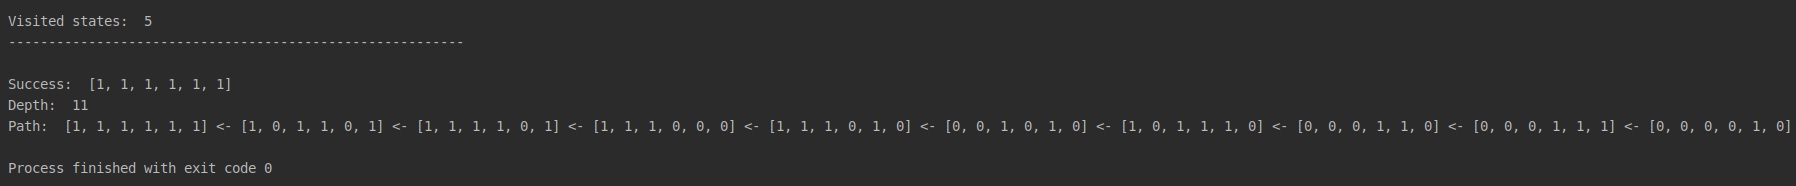 Visited states:  5
---------------------------------------------------------
Success:  [1, 1, 1, 1, 1, 1]
Depth:  11
Path:  [1, 1, 1, 1, 1, 1] <- [1, 0, 1, 1, 0, 1] <- [1, 1, 1, 1, 0, 1] <- [1, 1, 1, 0, 0, 0] <- [1, 1, 1, 0, 1, 0] <- [0, 0, 1, 0, 1, 0] <- [1, 0, 1, 1, 1, 0] <- [0, 0, 0, 1, 1, 0] <- [0, 0, 0, 1, 1, 1] <- [0, 0, 0, 0, 1, 0]
Process finished with exit code 0